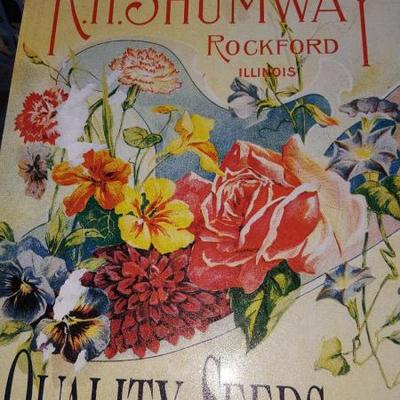 R.H. SHUMWAY
ROCKFORD
ILLINOIS
QUALITY SEEDS